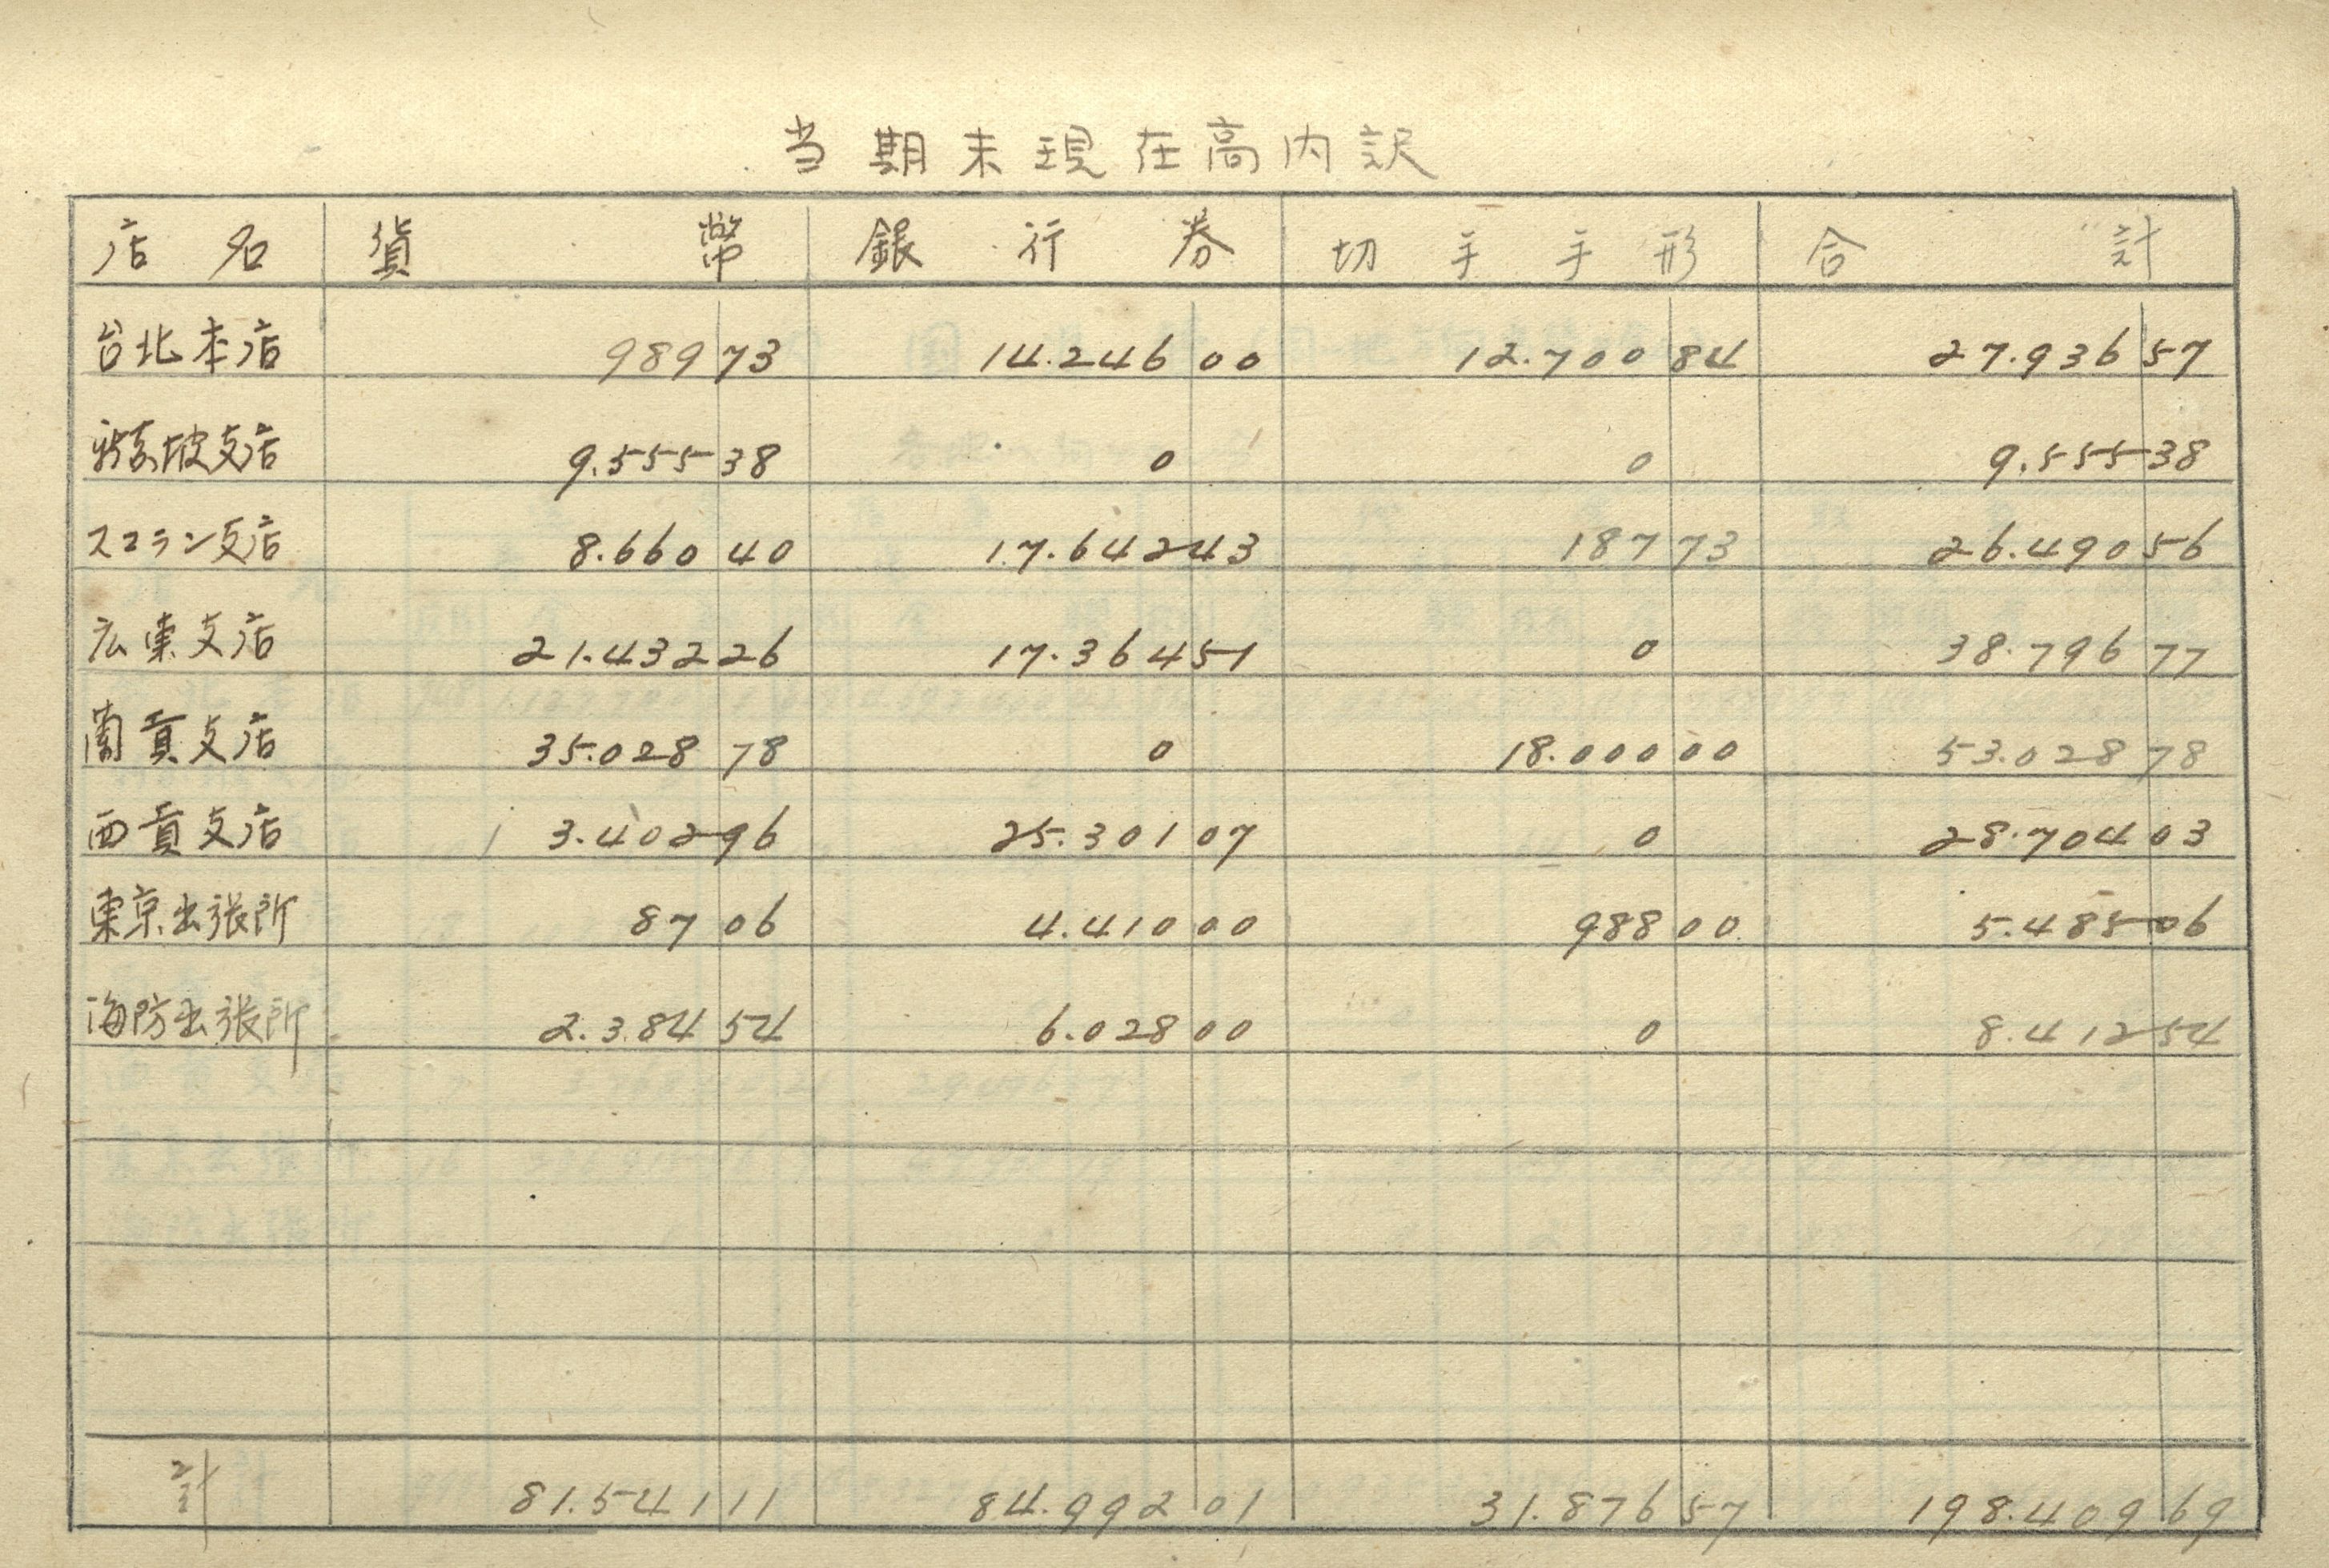 当期末現在高内訳
店名 貨幣 銀行券 切手手形 合計
台北本店 989 73 14.246 00 12.700 84 27.936 57
新嘉坡支店 9.555 38 0 0 9.555 38
スマラン支店 8.660 40 17.642 43 187 73 26.490 56
広東支店 21.432 26 17.364 51 0 38.796 77
蘭貢支店 35.028 78 0 18.000 00 53.028 78
西貢支店 3.402 96 25.301 07 0 28.704 03
東京出張所 87 06 4.410 00 988 00 5.485 06
海防出張所 2.384 54 6.028 00 0 8.412 54
計 81.541 11 84.992 01 31.876 57 198.409 69